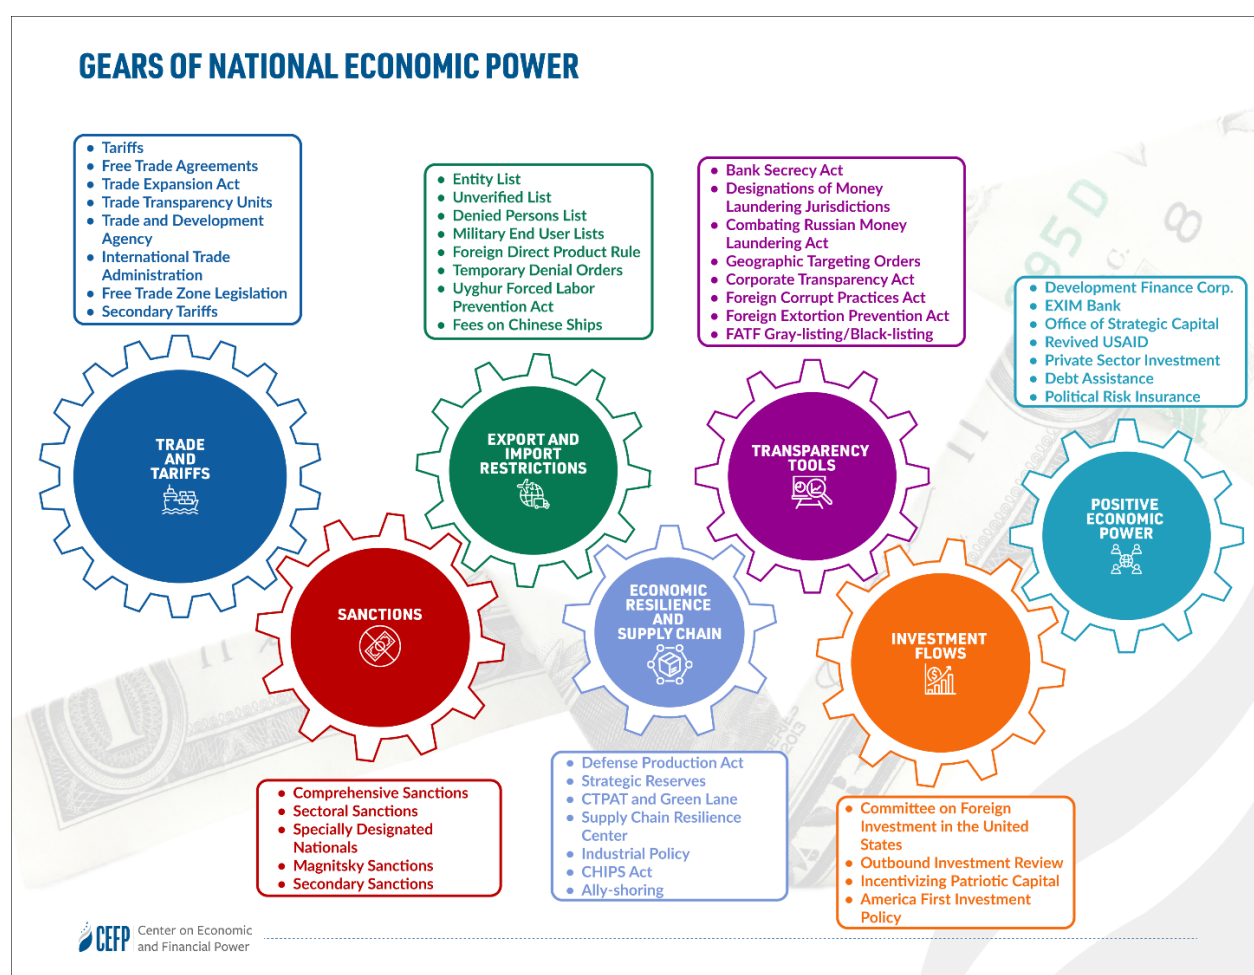 GEARS OF NATIONAL ECONOMIC POWER
● Tariffs
● Free Trade Agreements
● Trade Expansion Act
● Trade Transparency Units
● Trade and Development
Agency
● International Trade
Administration
● Free Trade Zone Legislation
● Secondary Tariffs
TRADE
AND
TARIFFS
● Entity List
● Unverified List
● Denied Persons List
● Military End User Lists
● Foreign Direct Product Rule
● Temporary Denial Orders
● Uyghur Forced Labor
Prevention Act
● Fees on Chinese Ships
EXPORT AND
IMPORT
RESTRICTIONS
● Bank Secrecy Act
● Designations of Money
Laundering Jurisdictions
● Combating Russian Money
Laundering Act
● Geographic Targeting Orders
● Corporate Transparency Act
● Foreign Corrupt Practices Act
● Foreign Extortion Prevention Act
● FATF Gray-listing/Black-listing
TRANSPARENCY
TOOLS
● Development Finance Corp.
● EXIM Bank
● Office of Strategic Capital
● Revived USAID
● Private Sector Investment
● Debt Assistance
● Political Risk Insurance
POSITIVE
ECONOMIC
POWER
SANCTIONS
● Comprehensive Sanctions
● Sectoral Sanctions
● Specially Designated
Nationals
● Magnitsky Sanctions
● Secondary Sanctions
ECONOMIC
RESILIENCE
AND
SUPPLY CHAIN
● Defense Production Act
● Strategic Reserves
● CTPAT and Green Lane
● Supply Chain Resilience
Center
● Industrial Policy
● CHIPS Act
● Ally-shoring
INVESTMENT
FLOWS
● Committee on Foreign
Investment in the United
States
● Outbound Investment Review
● Incentivizing Patriotic Capital
● America First Investment
Policy
CEFP
Center on Economic
and Financial Power